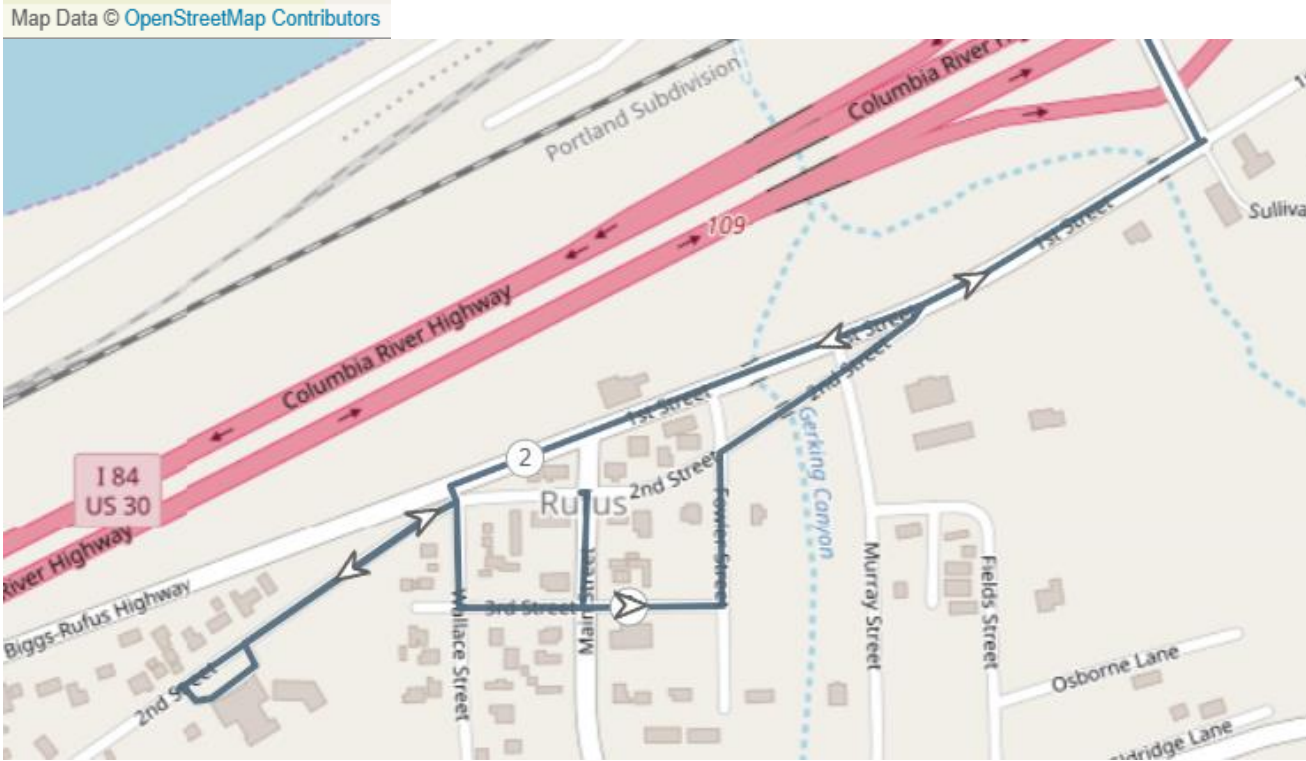 Map Data © OpenStreetMap Contributors
Columbia River
Portland Subdivision
Columbia River H
109
Sulliva
1st Street
Columbia River Highway
1st Street
2nd Street
1st Street
2
Gerking Canyon
I 84
US 30
Rufus
2nd Street
River Highway
Fowler Street
Biggs-Rufus Highway
3rd Street
Main Street
Wallace Street
Murray Street
Fields Street
Osborne Lane
2nd Street
ldridge Lane